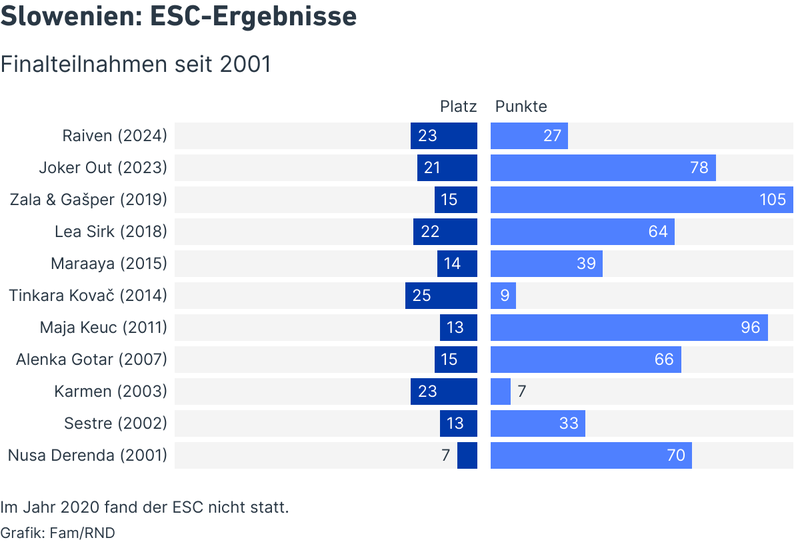 Slowenien: ESC-Ergebnisse
Finalteilnahmen seit 2001
Platz Punkte
Raiven (2024) 23 27
Joker Out (2023) 21 78
Zala & Gašper (2019) 15 105
Lea Sirk (2018) 22 64
Maraaya (2015) 14 39
Tinkara Kovač (2014) 25 9
Maja Keuc (2011) 13 96
Alenka Gotar (2007) 15 66
Karmen (2003) 23 7
Sestre (2002) 13 33
Nusa Derenda (2001) 7 70
Im Jahr 2020 fand der ESC nicht statt.
Grafik: Fam/RND